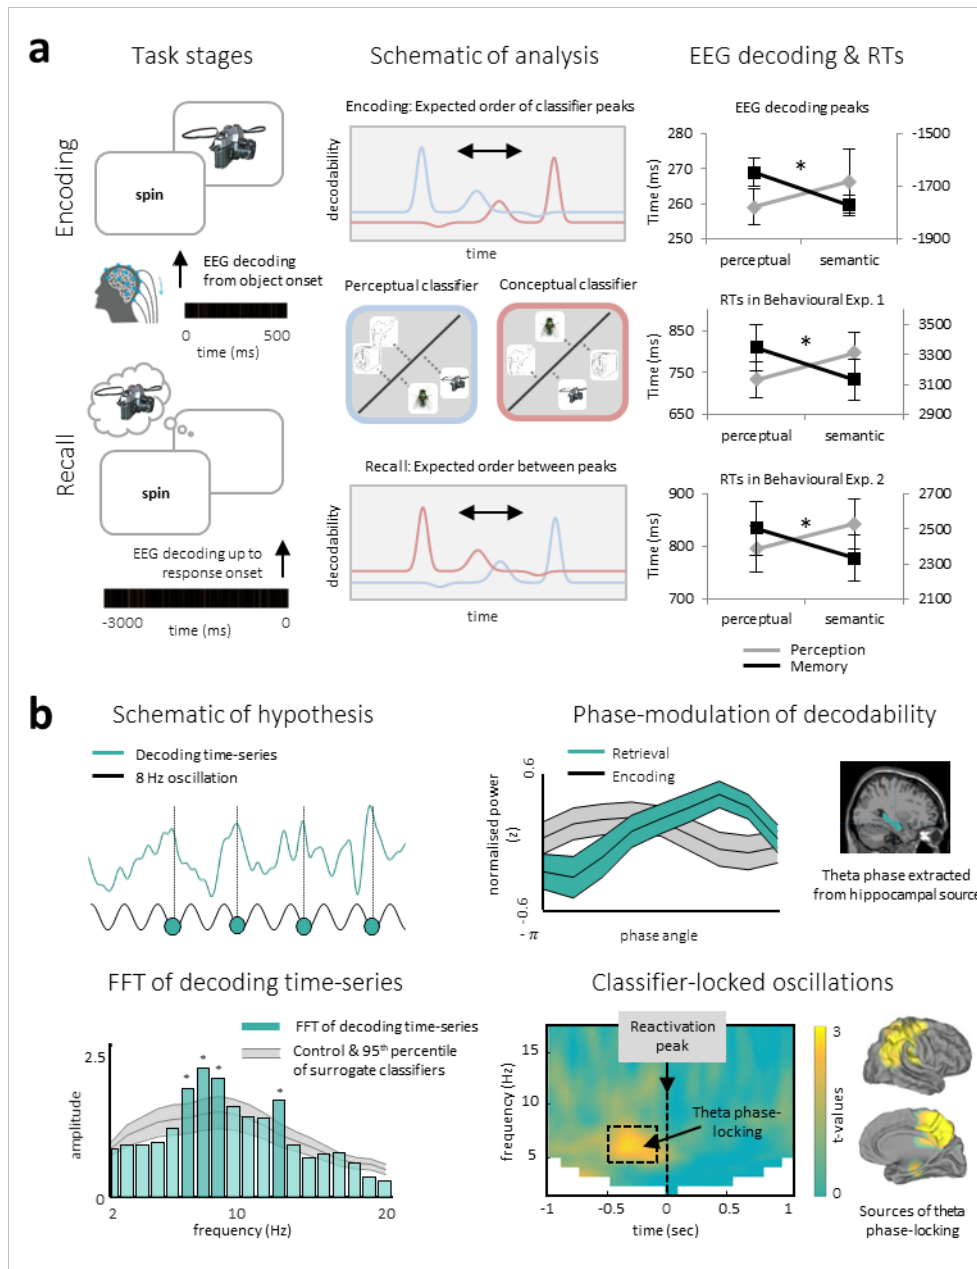 a
Task stages
Schematic of analysis
EEG decoding & RTs
Encoding
spin
EEG decoding
from object onset
0
500
time (ms)
Recall
spin
EEG decoding up to
response onset
-3000
0
time (ms)
Encoding: Expected order of classifier peaks
decodability
time
Perceptual classifier
Conceptual classifier
Recall: Expected order between peaks
decodability
time
EEG decoding peaks
Time (ms)
280
270
260
250
*
-1500
-1700
-1900
perceptual
semantic
RTs in Behavioural Exp. 1
Time (ms)
850
750
650
*
3500
3300
3100
2900
perceptual
semantic
RTs in Behavioural Exp. 2
Time (ms)
900
800
700
*
2700
2500
2300
2100
perceptual
semantic
Perception
Memory
b
Schematic of hypothesis
Decoding time-series
8 Hz oscillation
Phase-modulation of decodability
Retrieval
Encoding
normalised power
(z)
0.6
-0.6
- π
phase angle
Theta phase extracted
from hippocampal source
FFT of decoding time-series
FFT of decoding time-series
Control & 95th percentile
of surrogate classifiers
amplitude
2.5
0
2
10
20
frequency (Hz)
Classifier-locked oscillations
Reactivation
peak
Theta phase-
locking
frequency (Hz)
15
10
5
-1
-0.5
0
0.5
1
time (sec)
3
t-values
0
Sources of theta
phase-locking